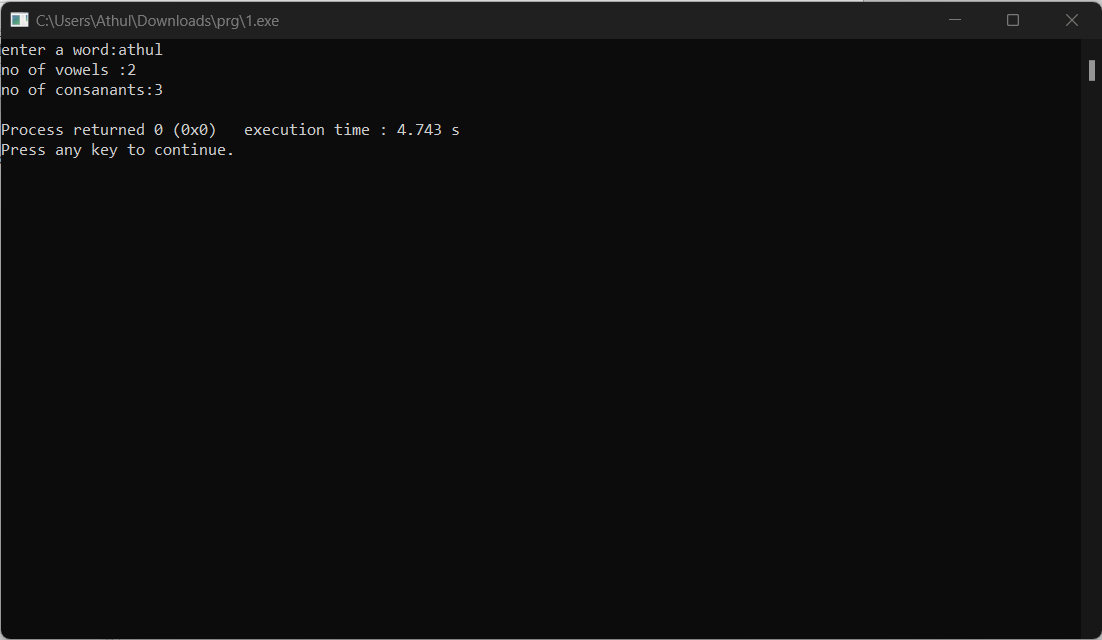 C:\Users\Athul\Downloads\prg\1.exe
enter a word:athul
no of vowels :2
no of consanants:3
Process returned 0 (0x0)   execution time : 4.743 s
Press any key to continue.